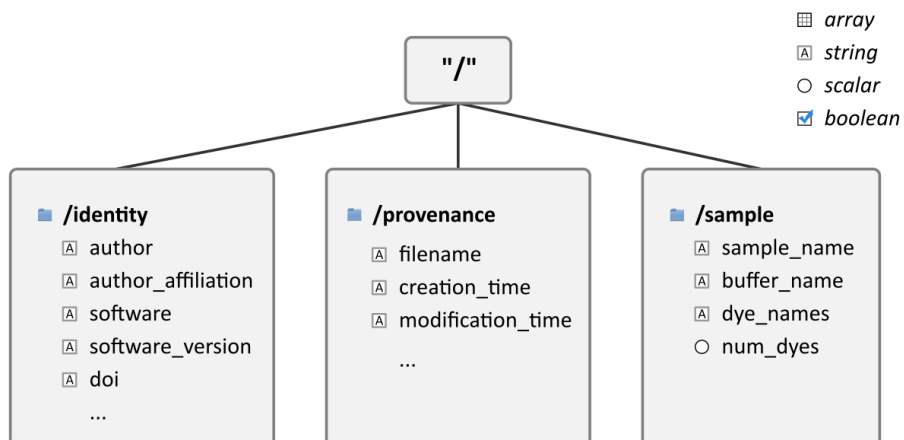 array
string
scalar
boolean
"/"
/identity
A author
A author_affiliation
A software
A software_version
A doi
...
/provenance
A filename
A creation_time
A modification_time
...
/sample
A sample_name
A buffer_name
A dye_names
num_dyes